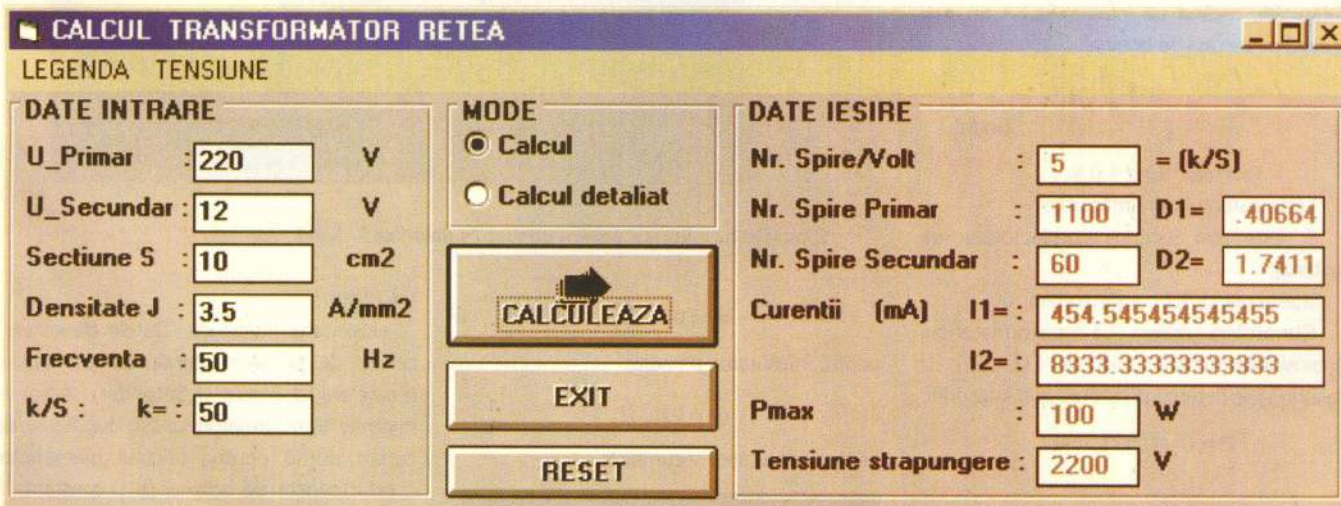 CALCUL TRANSFORMATOR RETEA
LEGENDA TENSIUNE
DATE INTRARE
U_Primar : 220 V
U_Secundar : 12 V
Sectiune S : 10 cm2
Densitate J : 3.5 A/mm2
Frecventa : 50 Hz
k/S : k= : 50
MODE
Calcul
Calcul detaliat
CALCULEAZA
EXIT
RESET
DATE IESIRE
Nr. Spire/Volt : 5 = (k/S)
Nr. Spire Primar : 1100 D1= .40664
Nr. Spire Secundar : 60 D2= 1.7411
Curentii (mA) I1= : 454.545454545455
I2= : 8333.33333333333
Pmax : 100 W
Tensiune strapungere : 2200 V